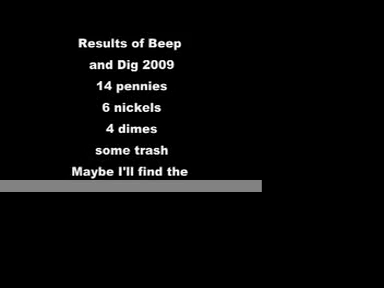 Results of Beep
and Dig 2009
14 pennies
6 nickels
4 dimes
some trash
Maybe I'll find the